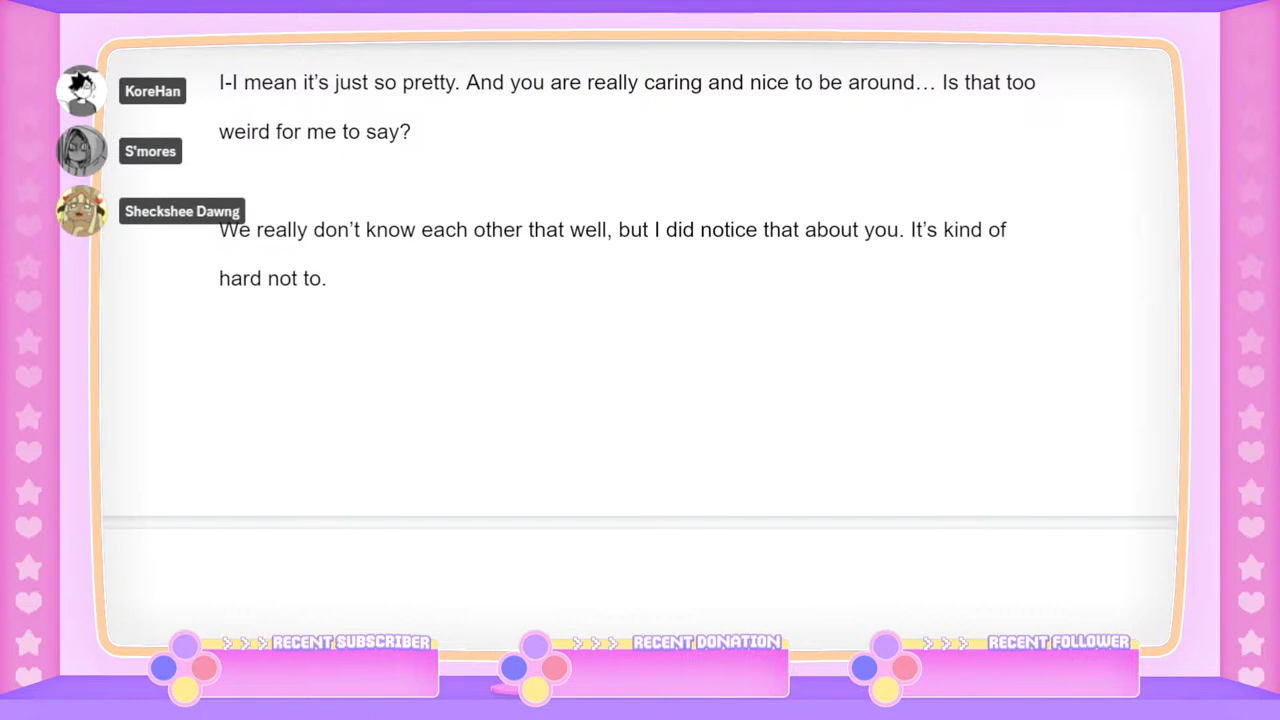 I-I mean it’s just so pretty. And you are really caring and nice to be around… Is that too
weird for me to say?
KoreHan
S'mores
Sheckshee Dawng
We really don’t know each other that well, but I did notice that about you. It’s kind of
hard not to.
> > > RECENT SUBSCRIBER
> > > RECENT DONATION
> > > RECENT FOLLOWER